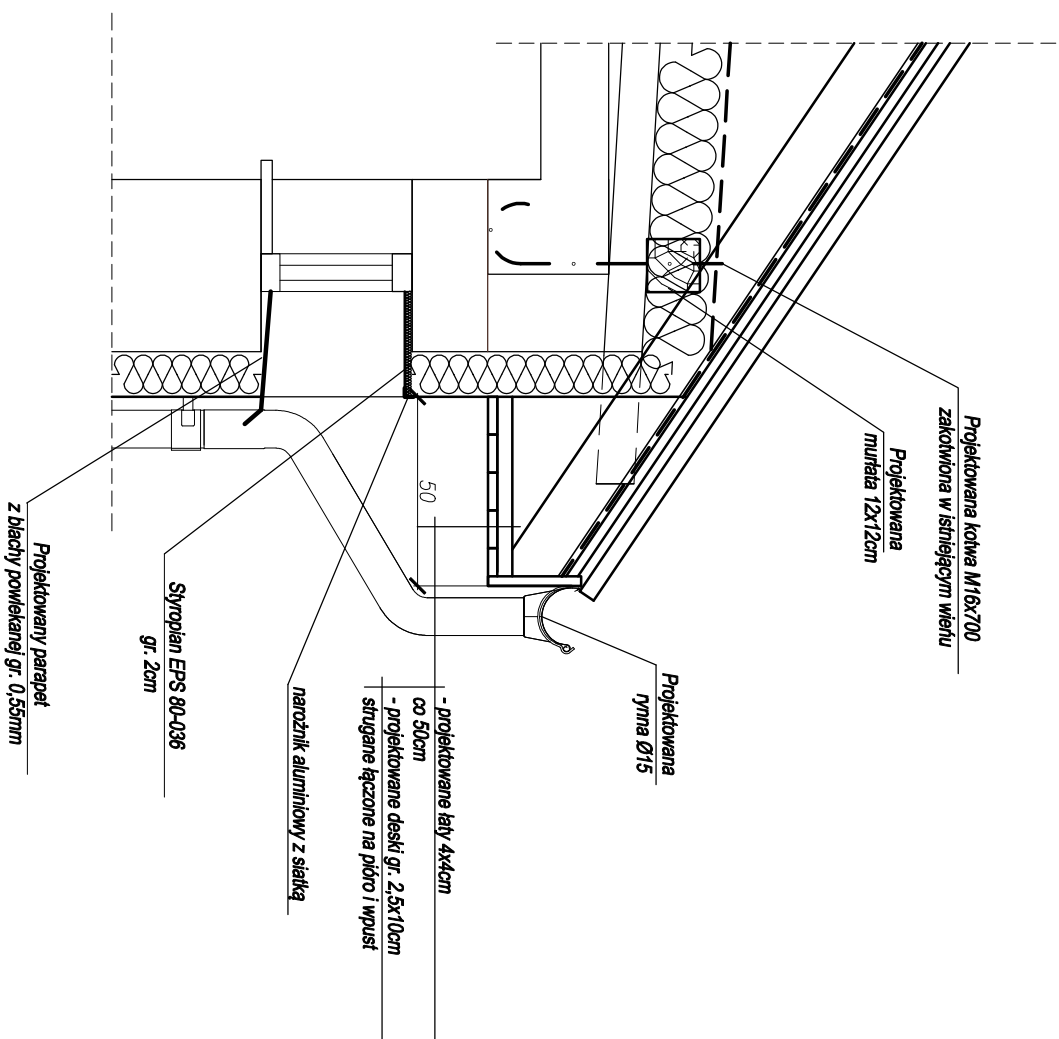 Projektowana kotwa M16x700
zakotwiona w istniejącym wieńu
Projektowana
murłata 12x12cm
Projektowana
rynna Ø15
50
- projektowane łaty 4x4cm
co 50cm
- projektowane deski gr. 2,5x10cm
strugane łączone na pióro i wpust
narożnik aluminiowy z siatką
Styropian EPS 80-036
gr. 2cm
Projektowany parapet
z blachy powlekanej gr. 0,55mm